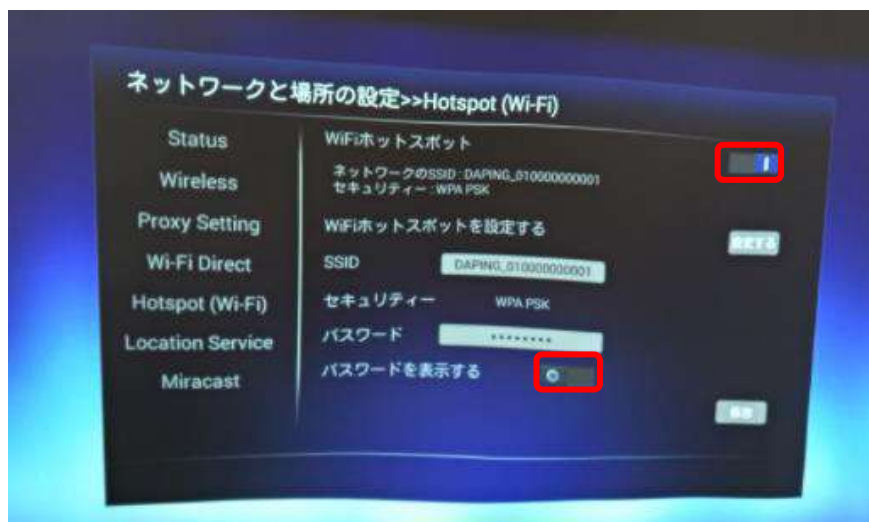 ネットワークと場所の設定>>Hotspot (Wi-Fi)
Status
Wireless
Proxy Setting
Wi-Fi Direct
Hotspot (Wi-Fi)
Location Service
Miracast
WiFiホットスポット
ネットワークのSSID : DAPING_010000000001
セキュリティー : WPA PSK
WiFiホットスポットを設定する
設定する
SSID DAPING_010000000001
セキュリティー WPA PSK
パスワード ********
パスワードを表示する